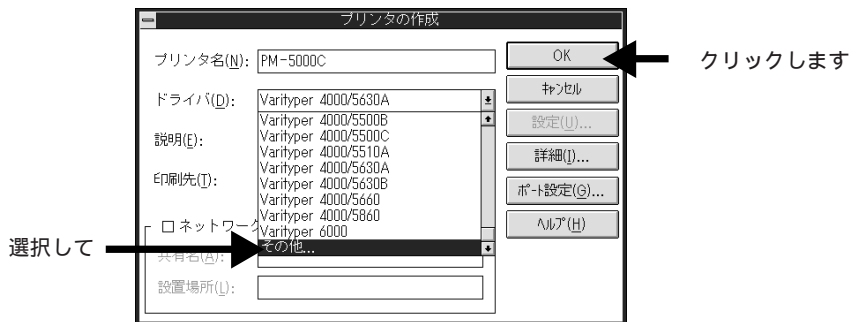 プリンタの作成
プリンタ名(N): PM-5000C
OK
クリックします
ドライバ(D): Varityper 4000/5630A
キャンセル
Varityper 4000/5500B
設定(U)...
説明(E):
Varityper 4000/5500C
Varityper 4000/5510A
詳細(I)...
Varityper 4000/5630A
印刷先(T):
Varityper 4000/5630B
ポート設定(G)...
Varityper 4000/5660
Varityper 4000/5860
ネットワーク
Varityper 6000
ヘルプ(H)
選択して
その他...
共有名(A):
設置場所(L):